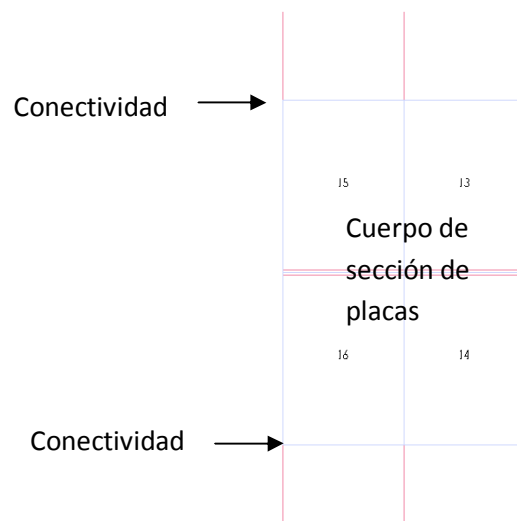 Conectividad
15 13
Cuerpo de
sección de
placas
16 14
Conectividad